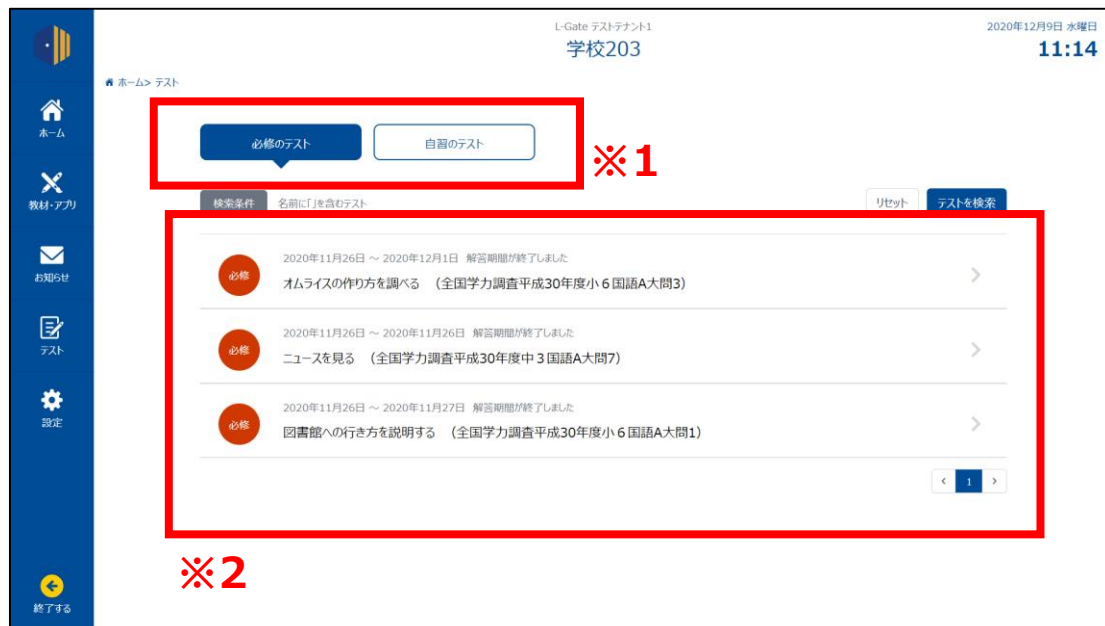 L-Gate テストテナント1
学校203
2020年12月9日 水曜日
11:14
ホーム> テスト
ホーム
教材・アプリ
お知らせ
テスト
設定
終了する
必修のテスト
自習のテスト
※1
検索条件
名前に「」を含むテスト
リセット
テストを検索
必修
2020年11月26日 ～ 2020年12月1日 解答期間が終了しました
オムライスの作り方を調べる （全国学力調査平成30年度小６国語A大問3）
必修
2020年11月26日 ～ 2020年11月26日 解答期間が終了しました
ニュースを見る （全国学力調査平成30年度中３国語A大問7）
必修
2020年11月26日 ～ 2020年11月27日 解答期間が終了しました
図書館への行き方を説明する （全国学力調査平成30年度小６国語A大問1）
< 1 >
※2